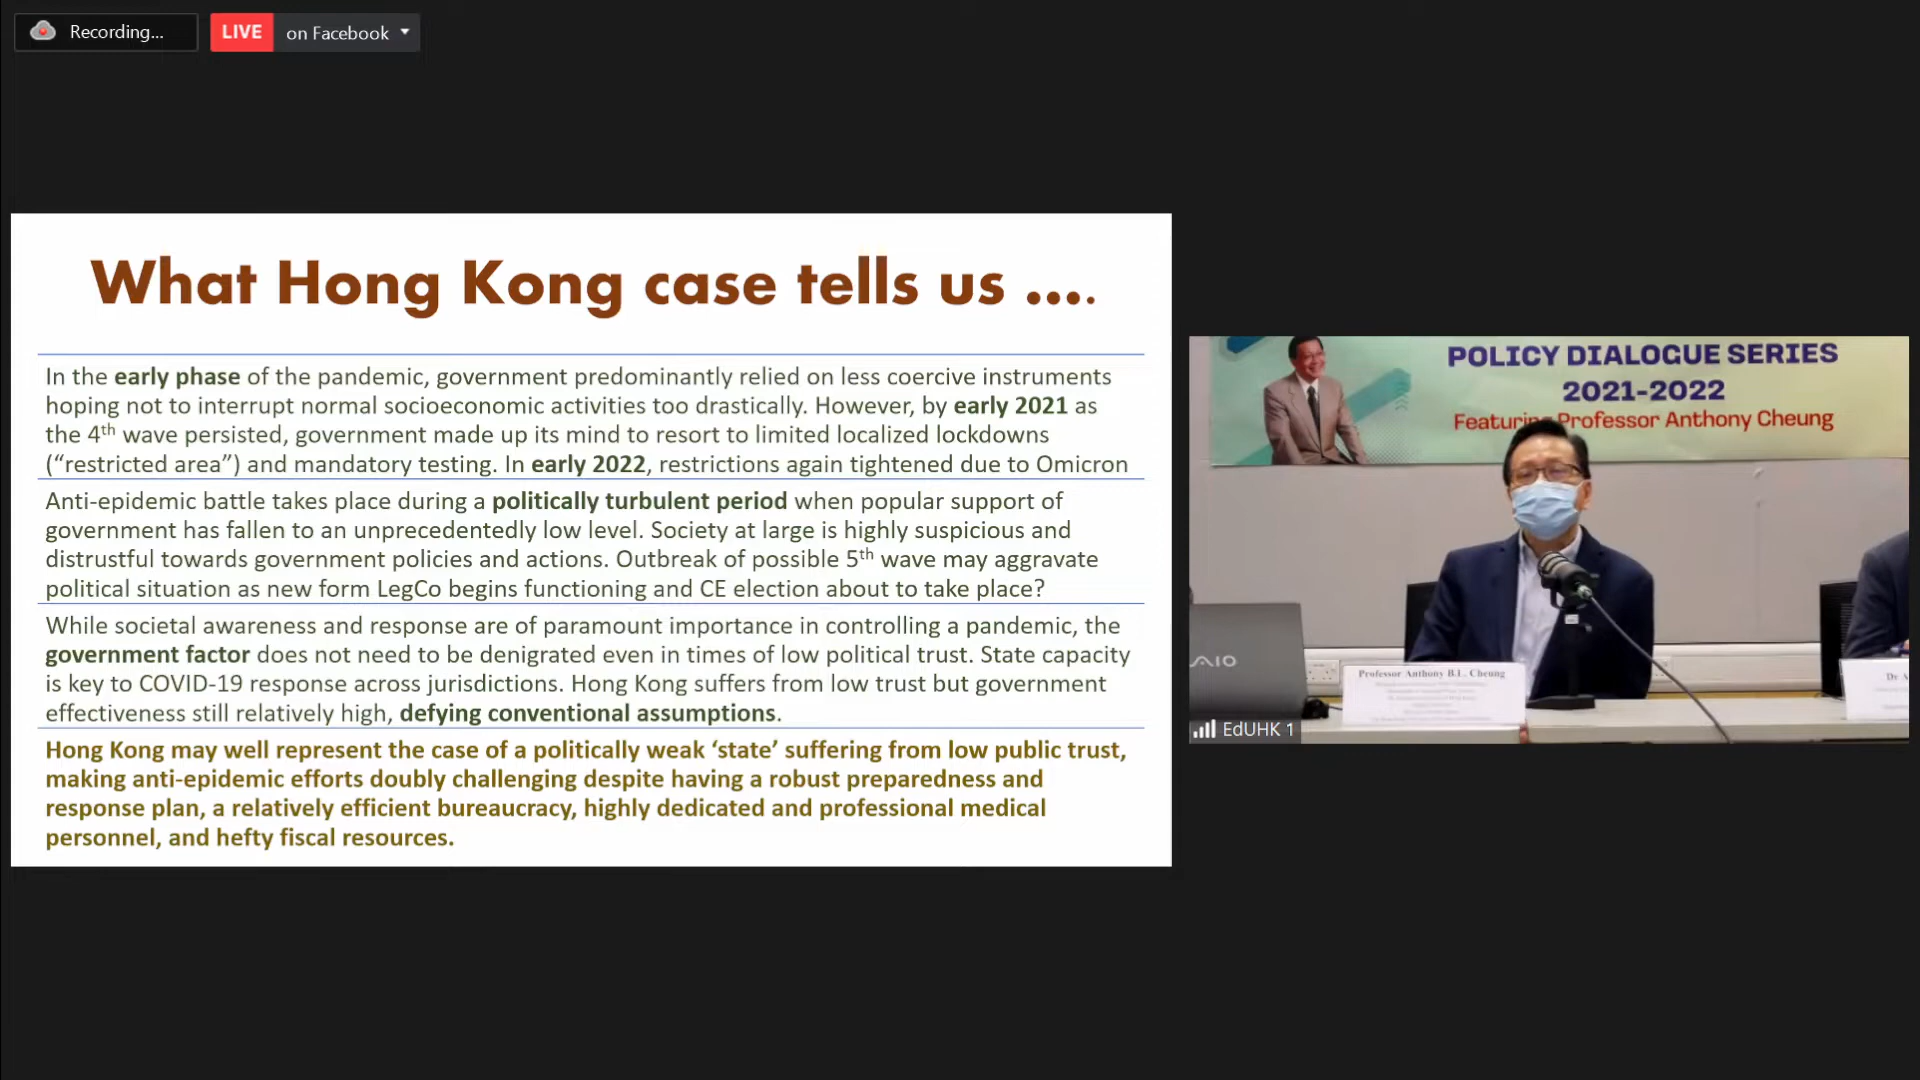 Recording...
LIVE on Facebook
What Hong Kong case tells us ....
In the early phase of the pandemic, government predominantly relied on less coercive instruments
hoping not to interrupt normal socioeconomic activities too drastically. However, by early 2021 as
the 4th wave persisted, government made up its mind to resort to limited localized lockdowns
(“restricted area”) and mandatory testing. In early 2022, restrictions again tightened due to Omicron
Anti-epidemic battle takes place during a politically turbulent period when popular support of
government has fallen to an unprecedentedly low level. Society at large is highly suspicious and
distrustful towards government policies and actions. Outbreak of possible 5th wave may aggravate
political situation as new form LegCo begins functioning and CE election about to take place?
While societal awareness and response are of paramount importance in controlling a pandemic, the
government factor does not need to be denigrated even in times of low political trust. State capacity
is key to COVID-19 response across jurisdictions. Hong Kong suffers from low trust but government
effectiveness still relatively high, defying conventional assumptions.
Hong Kong may well represent the case of a politically weak ‘state’ suffering from low public trust,
making anti-epidemic efforts doubly challenging despite having a robust preparedness and
response plan, a relatively efficient bureaucracy, highly dedicated and professional medical
personnel, and hefty fiscal resources.
POLICY DIALOGUE SERIES
2021-2022
Featuring Professor Anthony Cheung
AIO
Professor Anthony B.L. Cheung
Dr A
EdUHK 1